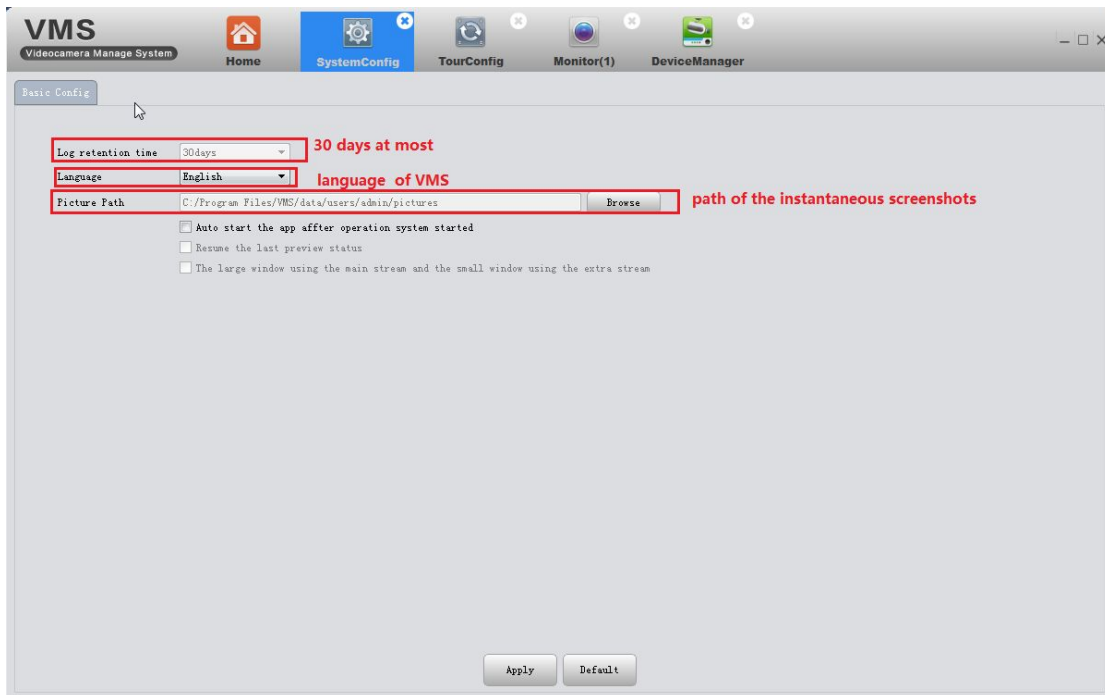 VMS
Videocamera Manage System
Home
SystemConfig
TourConfig
Monitor(1)
DeviceManager
Basic Config
Log retention time 30days 30 days at most
Language English language of VMS
Picture Path C:/Program Files/VMS/data/users/admin/pictures Browse path of the instantaneous screenshots
Auto start the app affter operation system started
Resume the last preview status
The large window using the main stream and the small window using the extra stream
Apply Default